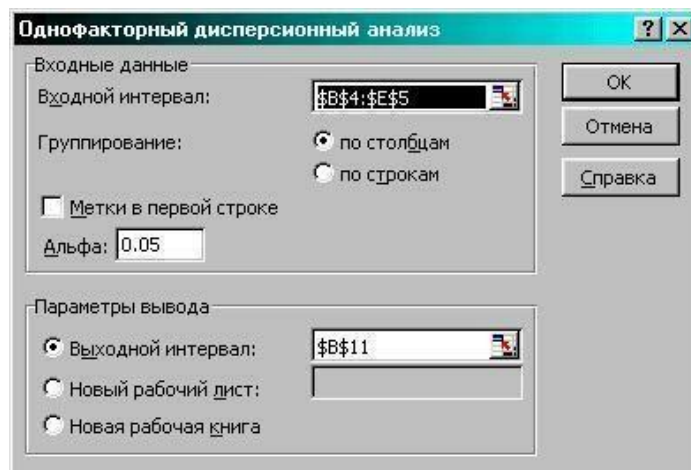 Однофакторный дисперсионный анализ
Входные данные
Входной интервал: $B$4:$E$5
Группирование: по столбцам
по строкам
Метки в первой строке
Альфа: 0.05
OK
Отмена
Справка
Параметры вывода
Выходной интервал: $B$11
Новый рабочий лист:
Новая рабочая книга